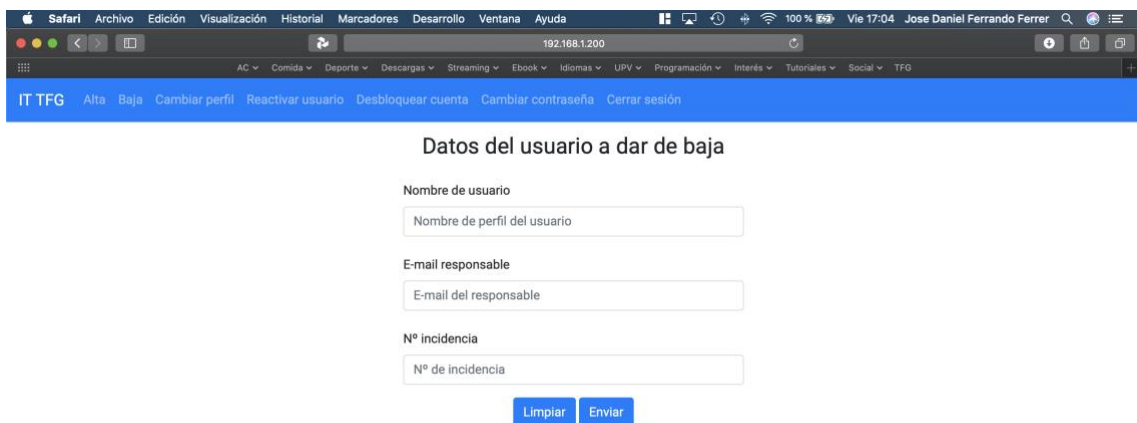 Safari Archivo Edición Visualización Historial Marcadores Desarrollo Ventana Ayuda 100 % Vie 17:04 Jose Daniel Ferrando Ferrer
192.168.1.200
AC Comida Deporte Descargas Streaming Ebook Idiomas UPV Programación Interés Tutoriales Social TFG
IT TFG Alta Baja Cambiar perfil Reactivar usuario Desbloquear cuenta Cambiar contraseña Cerrar sesión
Datos del usuario a dar de baja
Nombre de usuario
Nombre de perfil del usuario
E-mail responsable
E-mail del responsable
Nº incidencia
Nº de incidencia
Limpiar Enviar